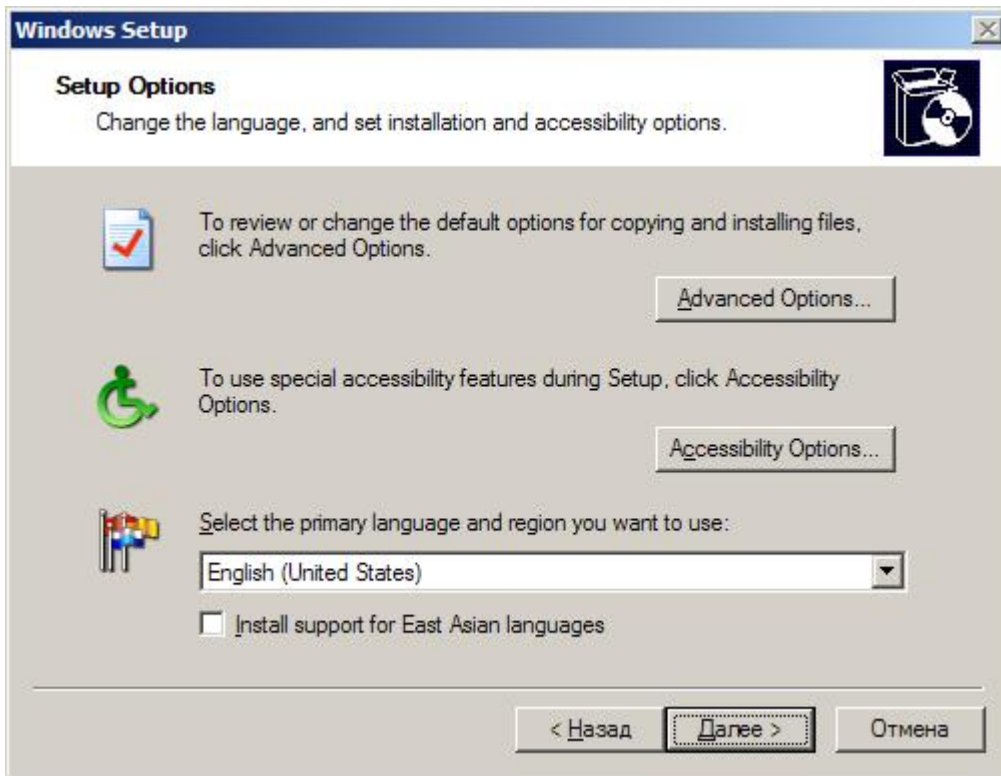 Windows Setup
Setup Options
Change the language, and set installation and accessibility options.
To review or change the default options for copying and installing files,
click Advanced Options.
Advanced Options...
To use special accessibility features during Setup, click Accessibility
Options.
Accessibility Options...
Select the primary language and region you want to use:
English (United States)
Install support for East Asian languages
< Назад
Далее >
Отмена